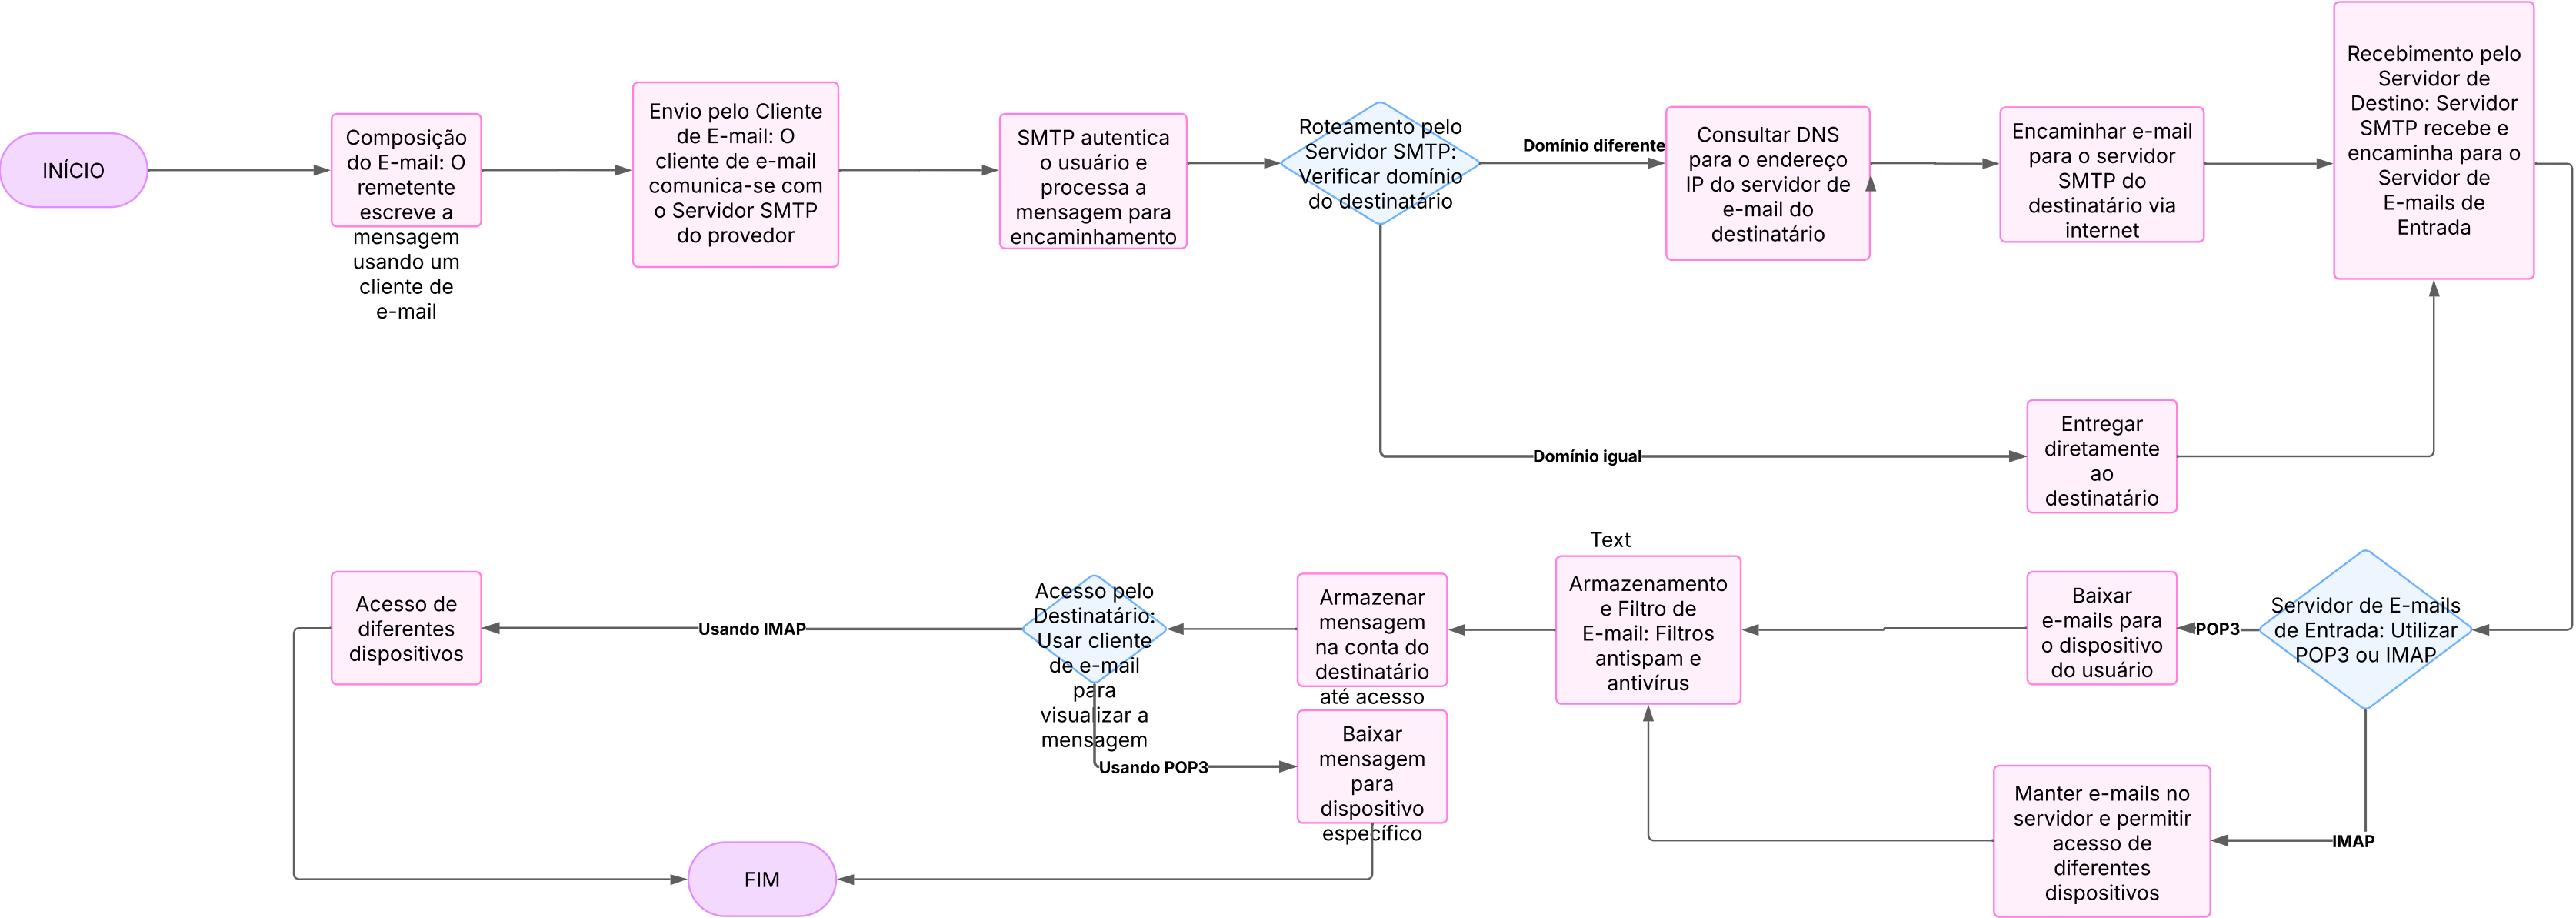 INÍCIO
Composição
do E-mail: O
remetente
escreve a
mensagem
usando um
cliente de
e-mail
Envio pelo Cliente
de E-mail: O
cliente de e-mail
comunica-se com
o Servidor SMTP
do provedor
SMTP autentica
o usuário e
processa a
mensagem para
encaminhamento
Roteamento pelo
Servidor SMTP:
Verificar domínio
do destinatário
Domínio diferente
Consultar DNS
para o endereço
IP do servidor de
e-mail do
destinatário
Encaminhar e-mail
para o servidor
SMTP do
destinatário via
internet
Recebimento pelo
Servidor de
Destino: Servidor
SMTP recebe e
encaminha para o
Servidor de
E-mails de
Entrada
Domínio igual
Entregar
diretamente
ao
destinatário
Servidor de E-mails
de Entrada: Utilizar
POP3 ou IMAP
POP3
Baixar
e-mails para
o dispositivo
do usuário
IMAP
Manter e-mails no
servidor e permitir
acesso de
diferentes
dispositivos
Text
Armazenamento
e Filtro de
E-mail: Filtros
antispam e
antivírus
Armazenar
mensagem
na conta do
destinatário
até acesso
Acesso pelo
Destinatário:
Usar cliente
de e-mail
para
visualizar a
mensagem
Usando IMAP
Acesso de
diferentes
dispositivos
Usando POP3
Baixar
mensagem
para
dispositivo
específico
FIM